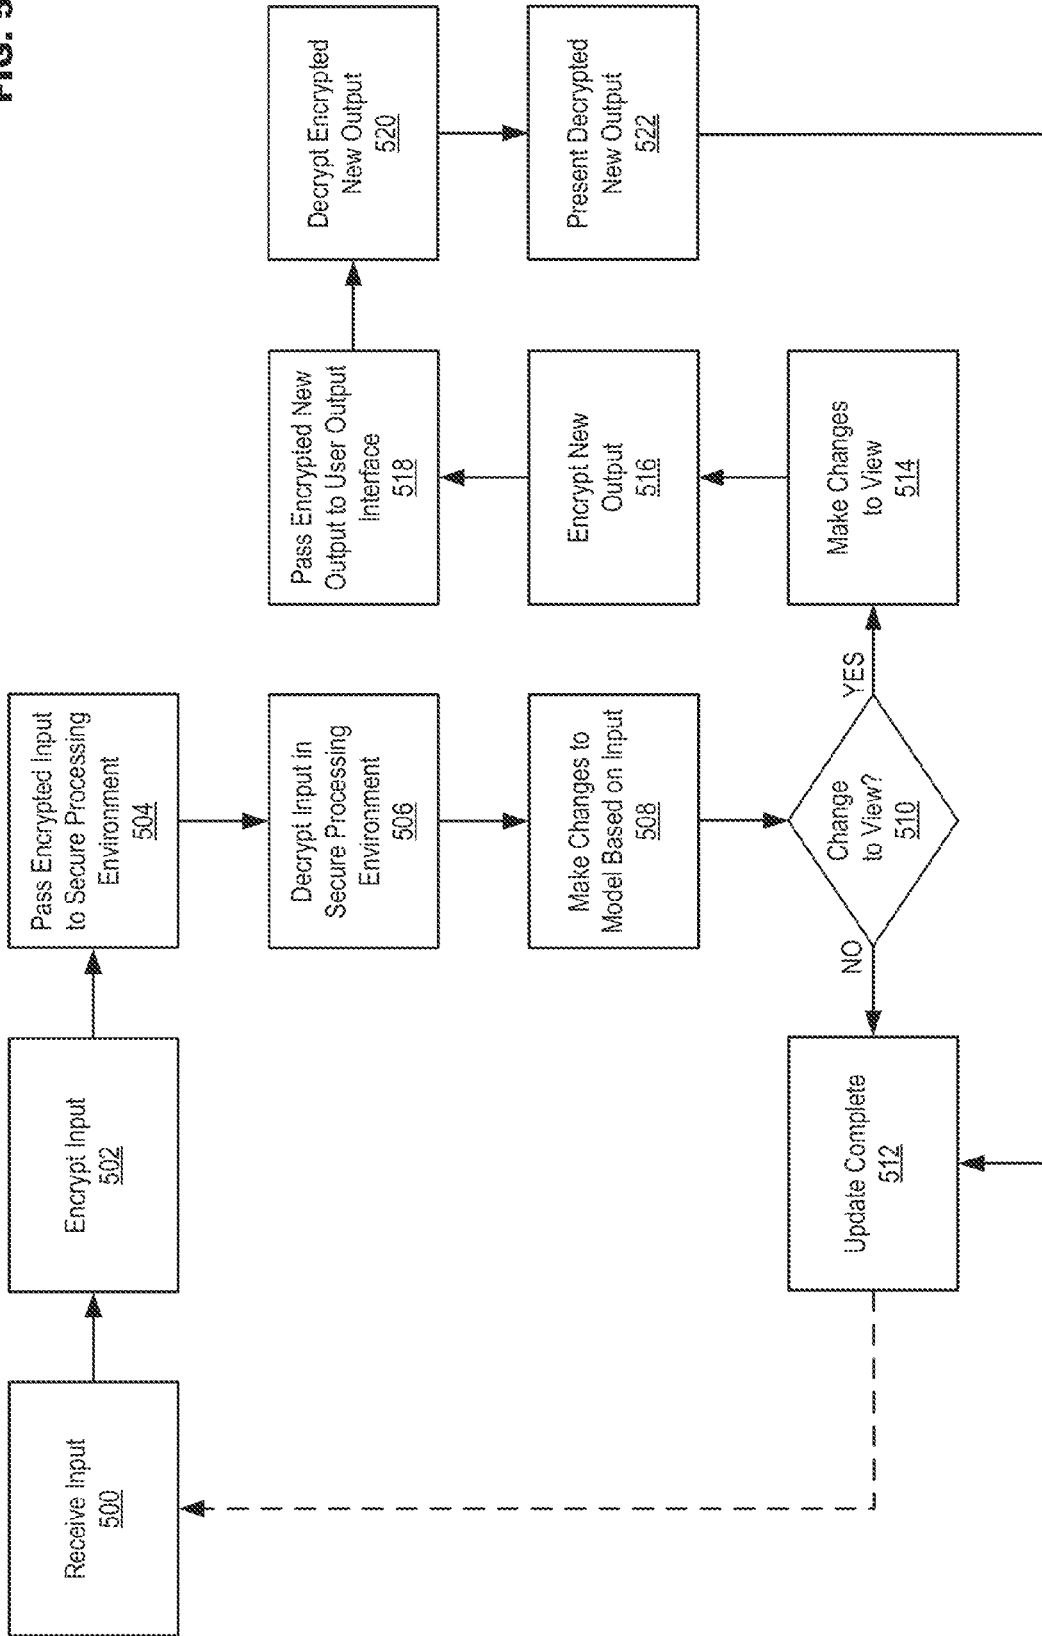 FIG. 5
Receive Input
500
Encrypt Input
502
Pass Encrypted Input
to Secure Processing
Environment
504
Decrypt Input in
Secure Processing
Environment
506
Make Changes to
Model Based on Input
508
Change
to View?
510
NO
YES
Update Complete
512
Make Changes
to View
514
Encrypt New
Output
516
Pass Encrypted New
Output to User Output
Interface
518
Decrypt Encrypted
New Output
520
Present Decrypted
New Output
522